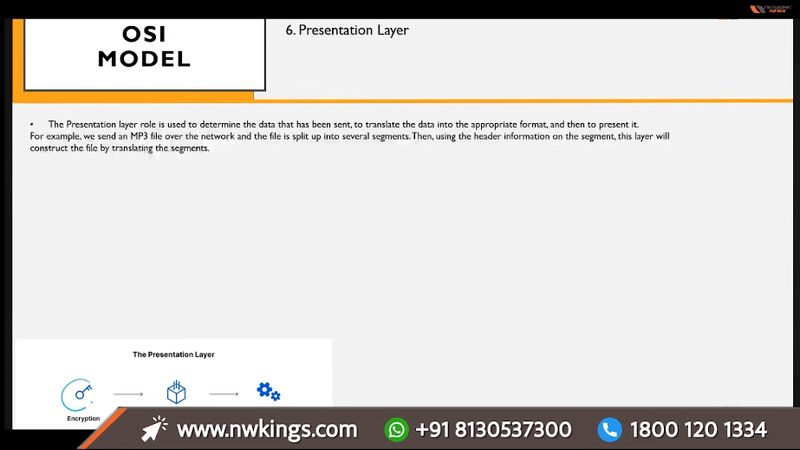 NETWORK
KINGS
OSI
MODEL
6. Presentation Layer
• The Presentation layer role is used to determine the data that has been sent, to translate the data into the appropriate format, and then to present it.
For example, we send an MP3 file over the network and the file is split up into several segments. Then, using the header information on the segment, this layer will
construct the file by translating the segments.
The Presentation Layer
Encryption
www.nwkings.com
+91 8130537300
1800 120 1334